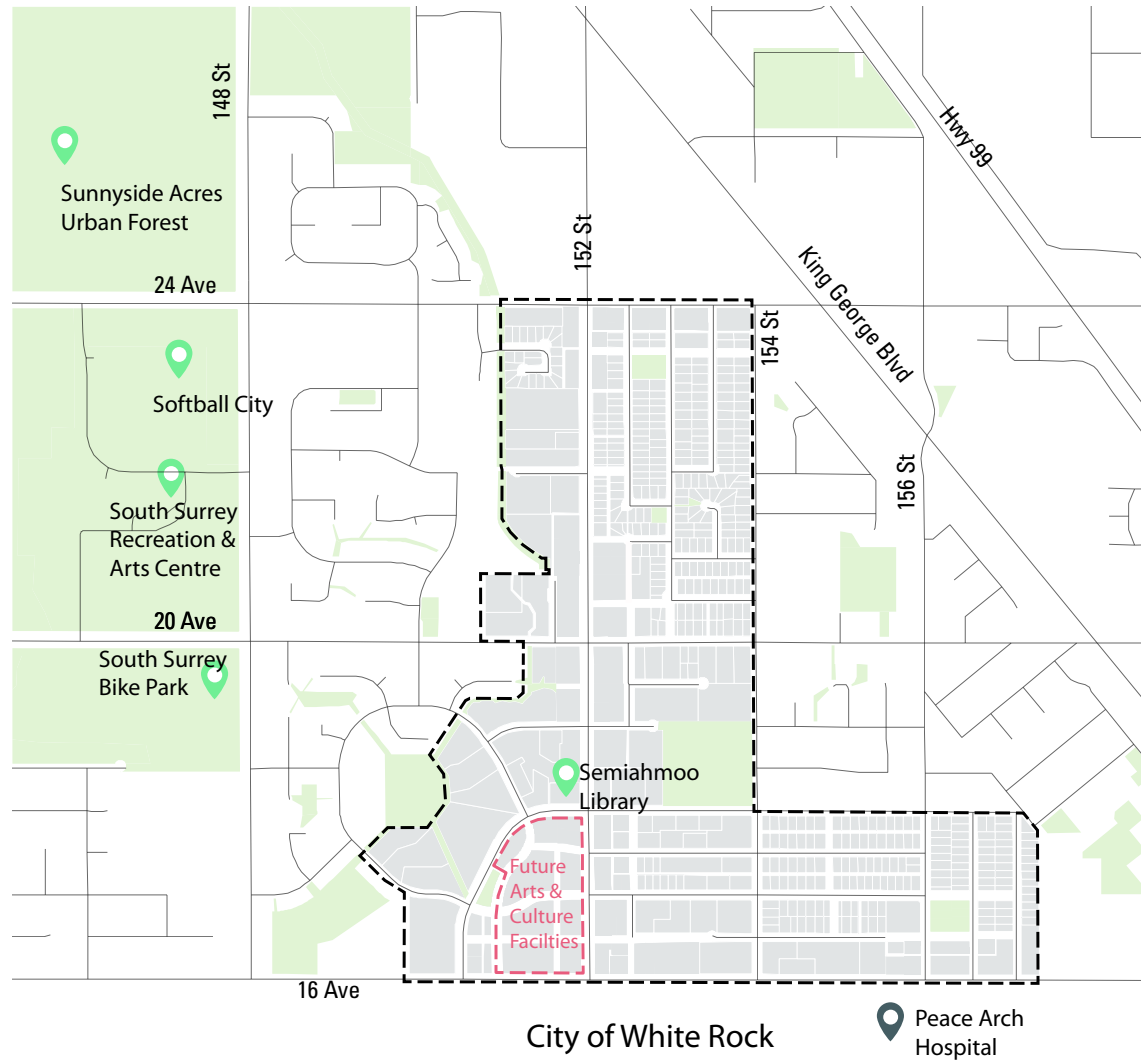 148 St
Hwy 99
Sunnyside Acres
Urban Forest
152 St
King George Blvd
24 Ave
154 St
Softball City
156 St
South Surrey
Recreation &
Arts Centre
20 Ave
South Surrey
Bike Park
Semiahmoo
Library
Future
Arts &
Culture
Facilties
16 Ave
City of White Rock
Peace Arch
Hospital